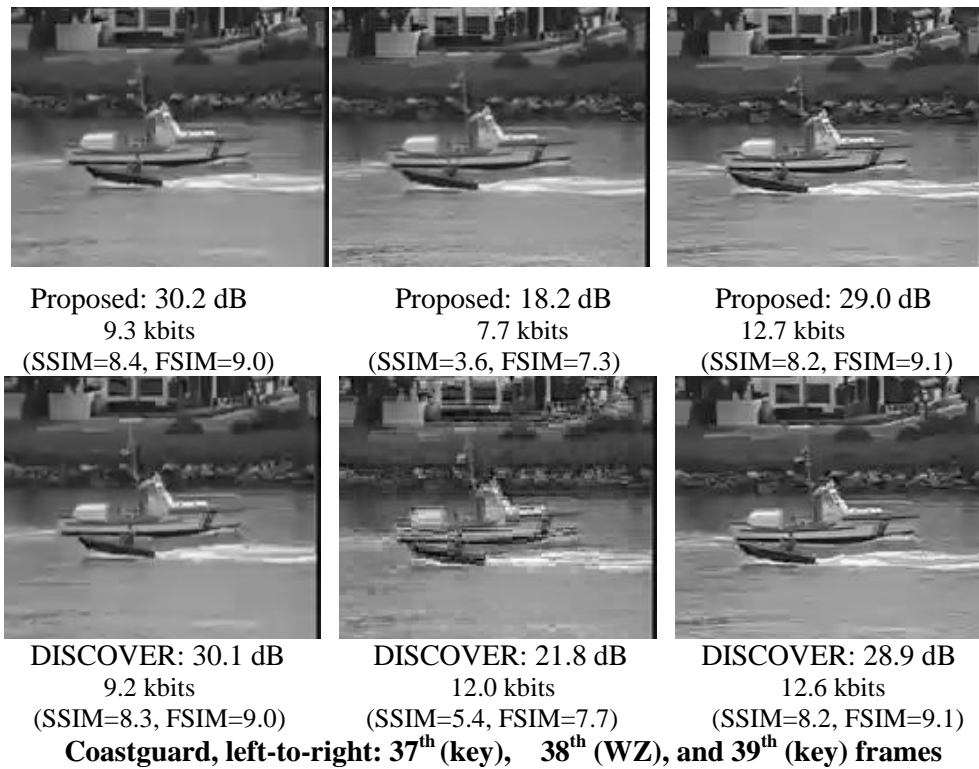 Proposed: 30.2 dB Proposed: 18.2 dB Proposed: 29.0 dB
9.3 kbits 7.7 kbits 12.7 kbits
(SSIM=8.4, FSIM=9.0) (SSIM=3.6, FSIM=7.3) (SSIM=8.2, FSIM=9.1)
DISCOVER: 30.1 dB DISCOVER: 21.8 dB DISCOVER: 28.9 dB
9.2 kbits 12.0 kbits 12.6 kbits
(SSIM=8.3, FSIM=9.0) (SSIM=5.4, FSIM=7.7) (SSIM=8.2, FSIM=9.1)
Coastguard, left-to-right: 37th (key), 38th (WZ), and 39th (key) frames